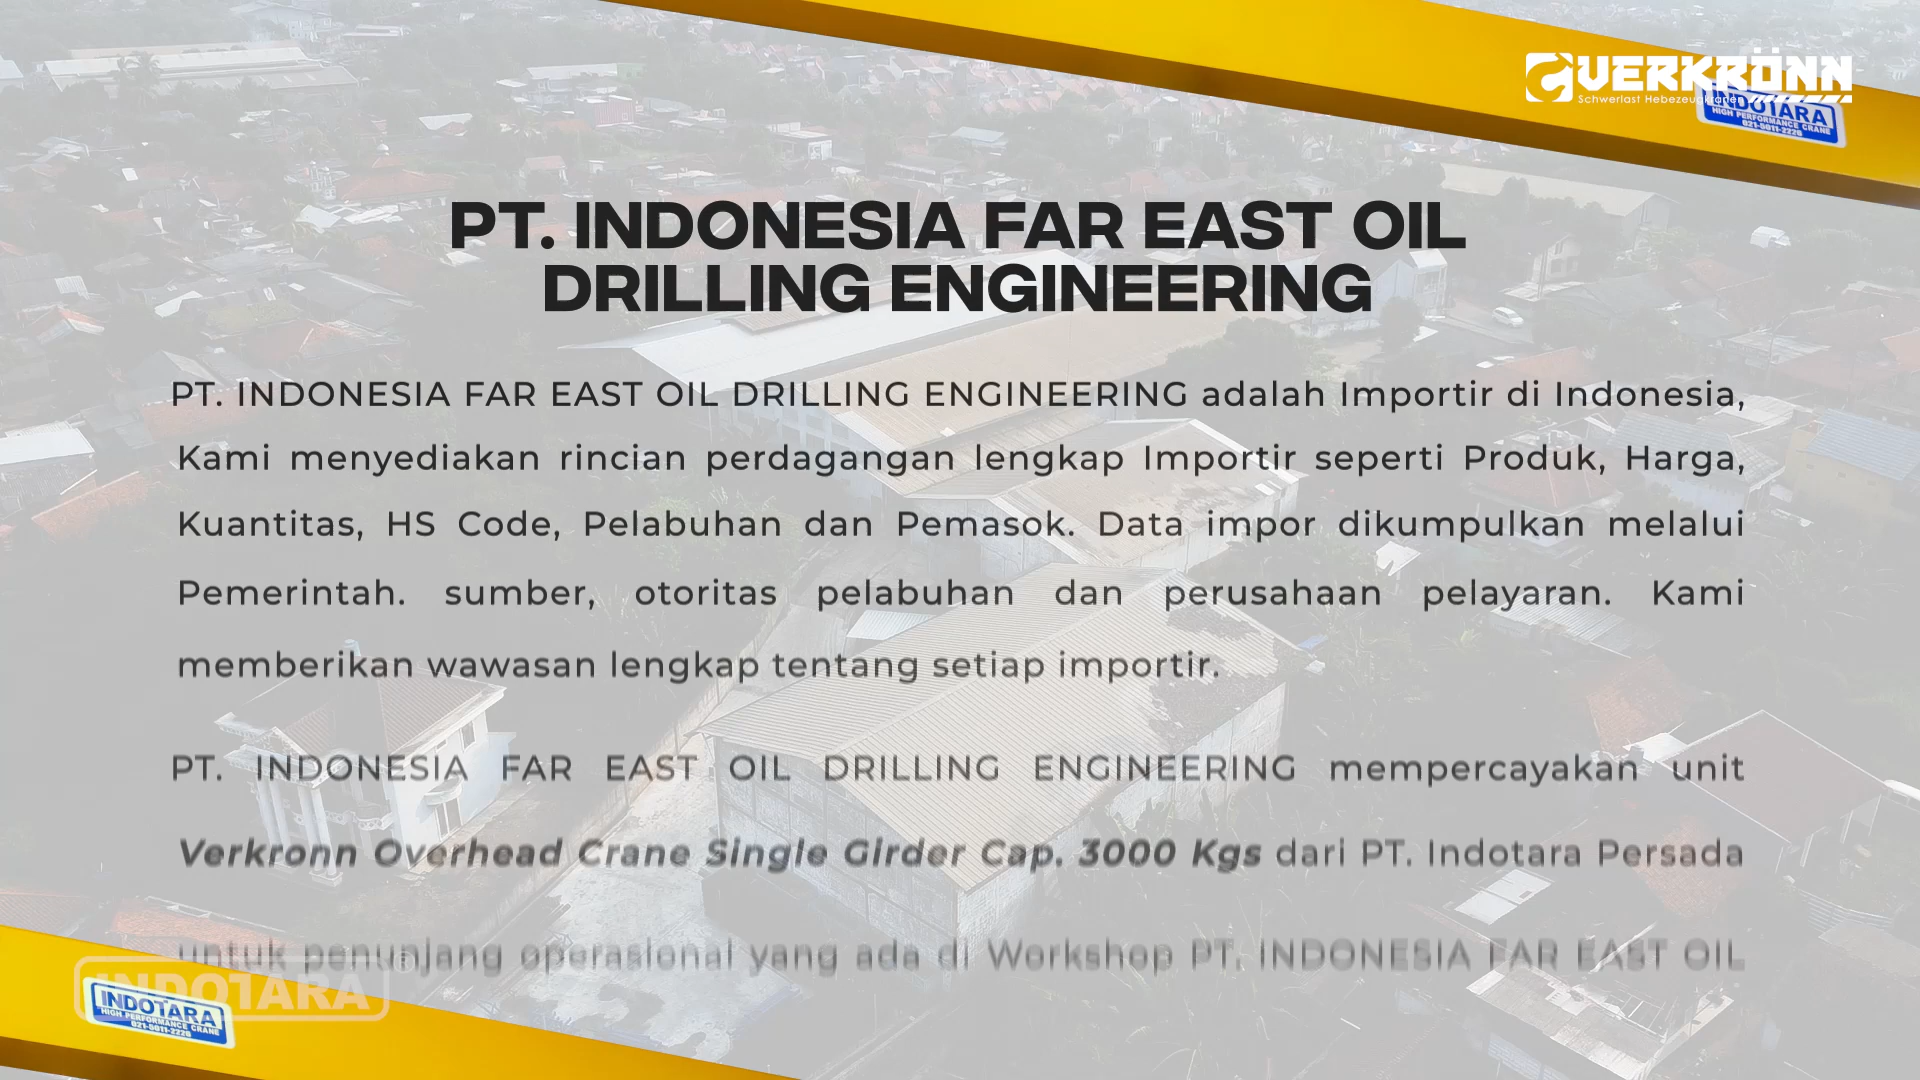 VERKRÖNN
Schwerlast Hebezeugkranen
INDOTARA
HIGH PERFORMANCE CRANE
021-5011-2226
PT. INDONESIA FAR EAST OIL
DRILLING ENGINEERING
PT. INDONESIA FAR EAST OIL DRILLING ENGINEERING adalah Importir di Indonesia,
Kami menyediakan rincian perdagangan lengkap Importir seperti Produk, Harga,
Kuantitas, HS Code, Pelabuhan dan Pemasok. Data impor dikumpulkan melalui
Pemerintah. sumber, otoritas pelabuhan dan perusahaan pelayaran. Kami
memberikan wawasan lengkap tentang setiap importir.
PT. INDONESIA FAR EAST OIL DRILLING ENGINEERING mempercayakan unit
Verkronn Overhead Crane Single Girder Cap. 3000 Kgs dari PT. Indotara Persada
untuk penunjang operasional yang ada di Workshop PT. INDONESIA FAR EAST OIL
INDOTARA
INDOTARA
HIGH PERFORMANCE CRANE
021-5011-2226